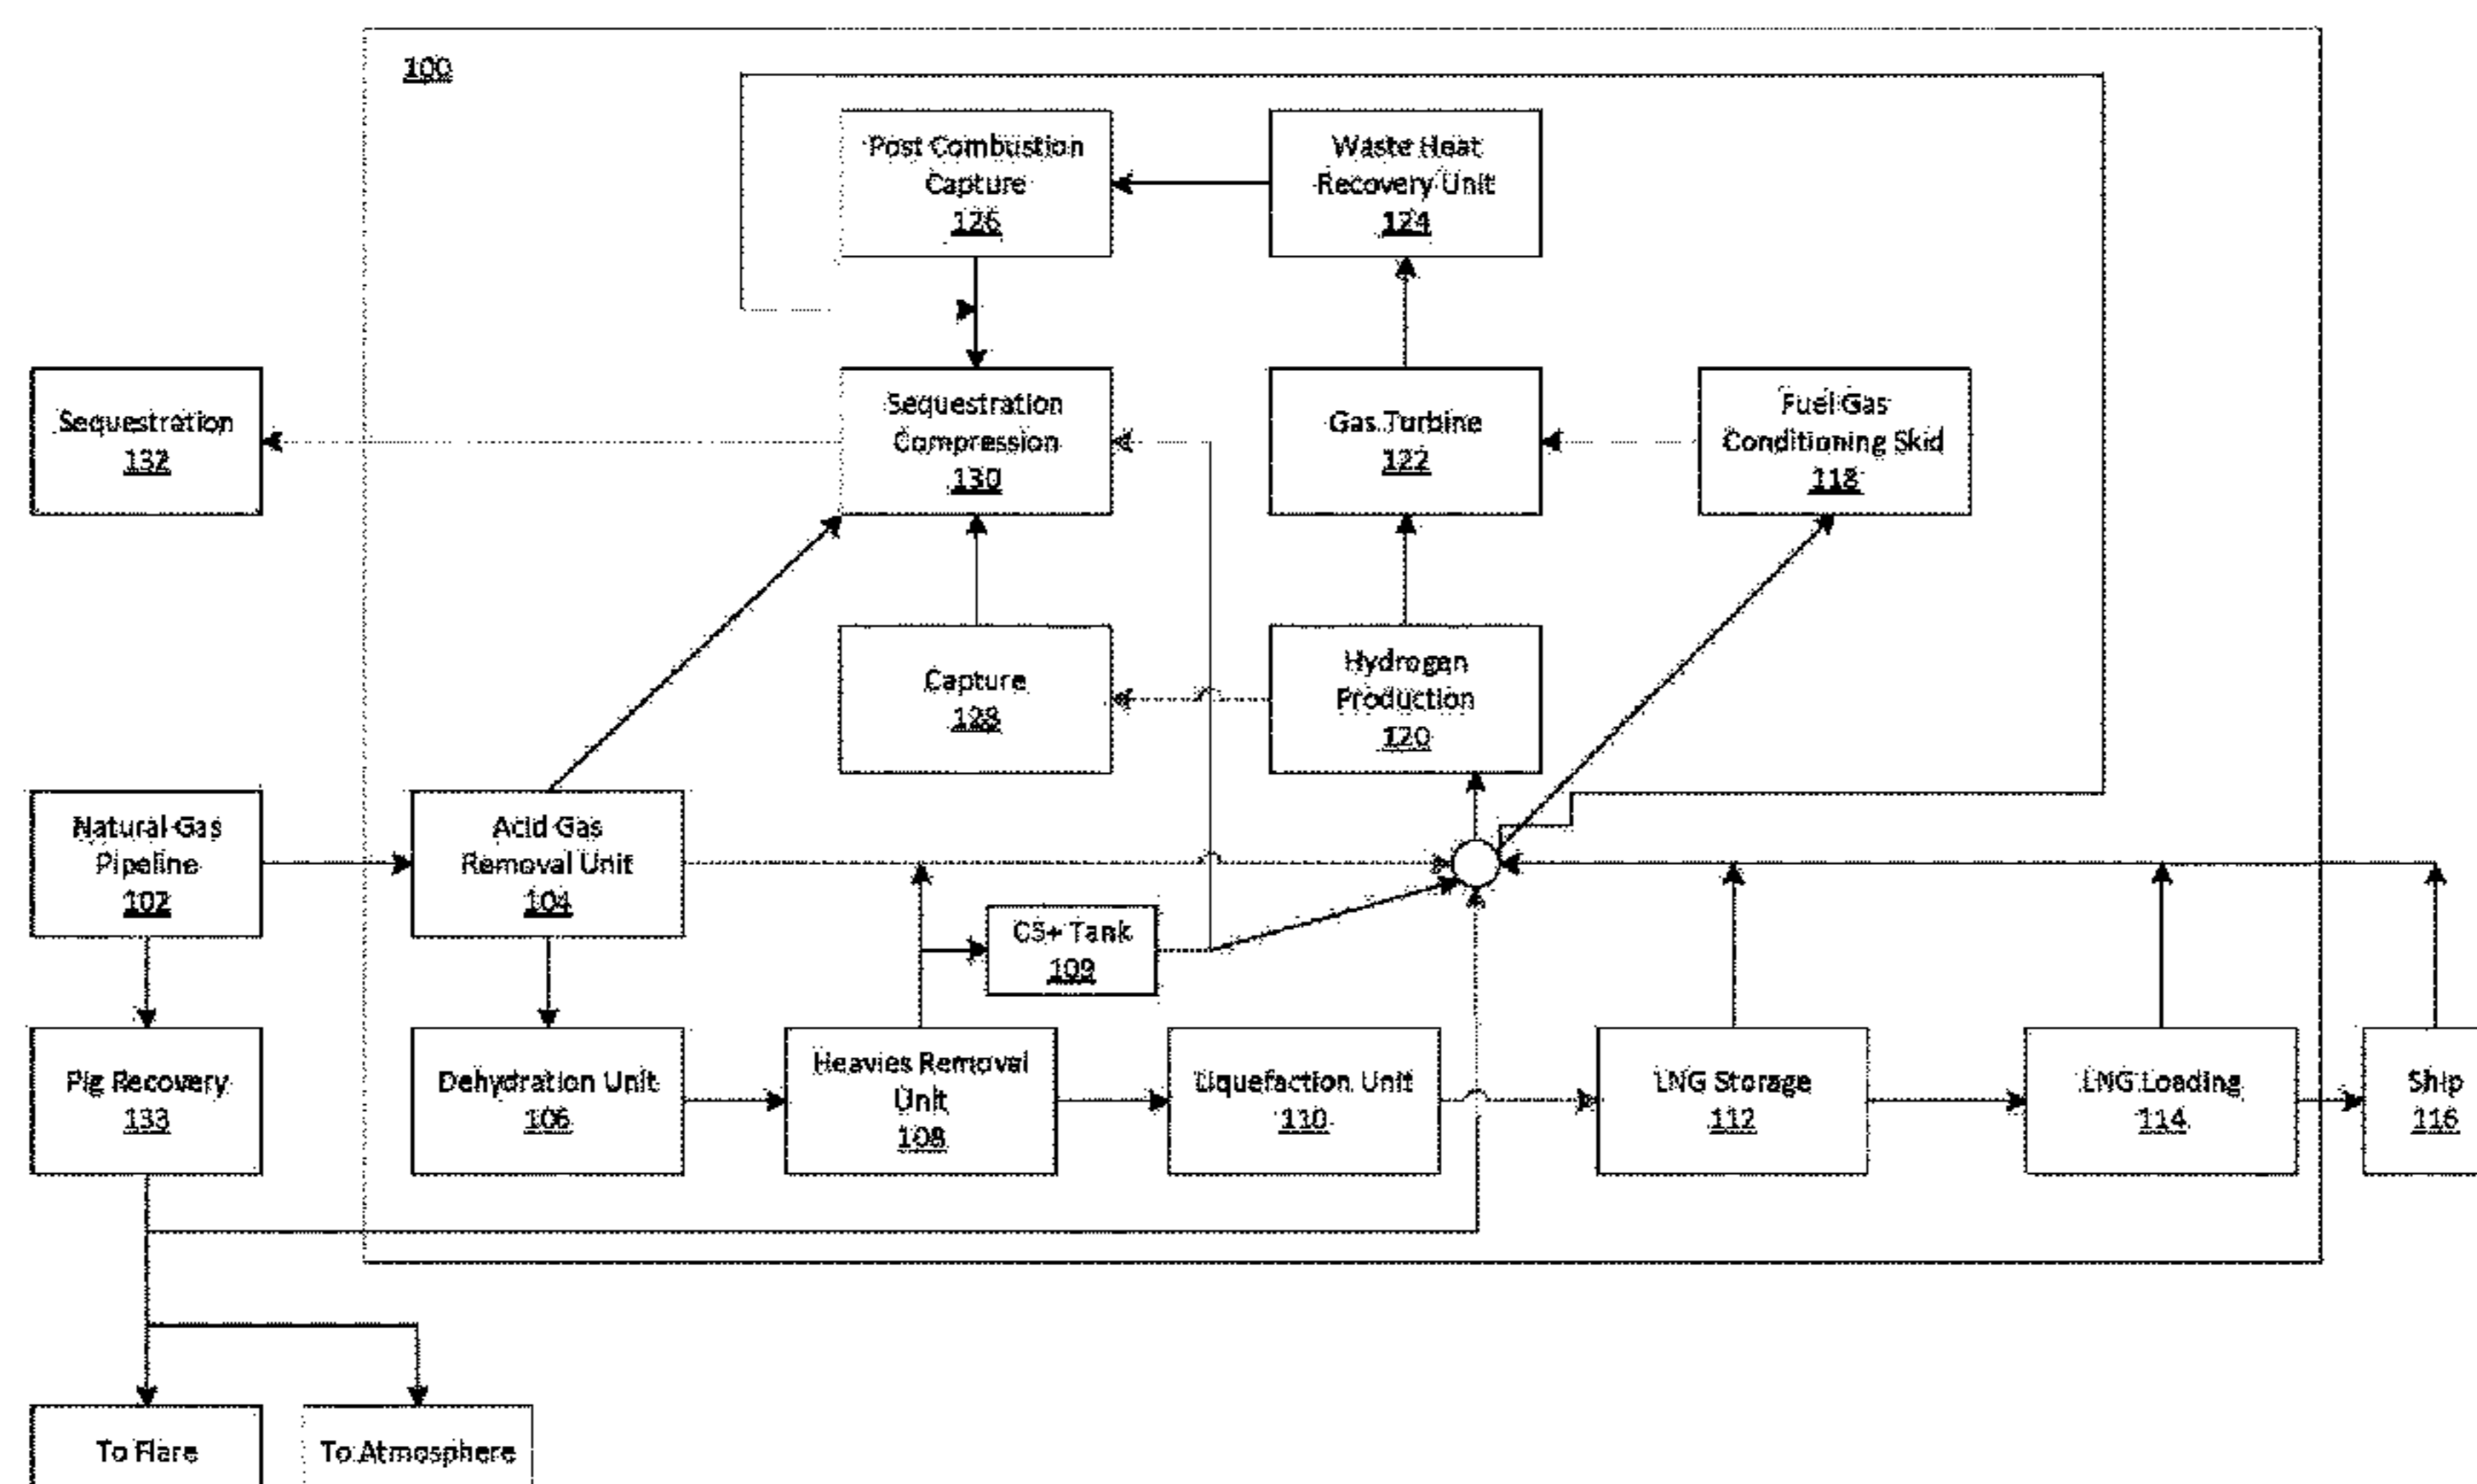 100
Post Combustion
Capture
126
Waste Heat
Recovery Unit
124
Sequestration
132
Sequestration
Compression
130
Gas Turbine
122
Fuel Gas
Conditioning Skid
118
Capture
128
Hydrogen
Production
120
Natural Gas
Pipeline
102
Acid Gas
Removal Unit
104
C5+ Tank
109
Pig Recovery
133
Dehydration Unit
106
Heavies Removal
Unit
108
Liquefaction Unit
110
LNG Storage
112
LNG Loading
114
Ship
116
To Flare
To Atmosphere